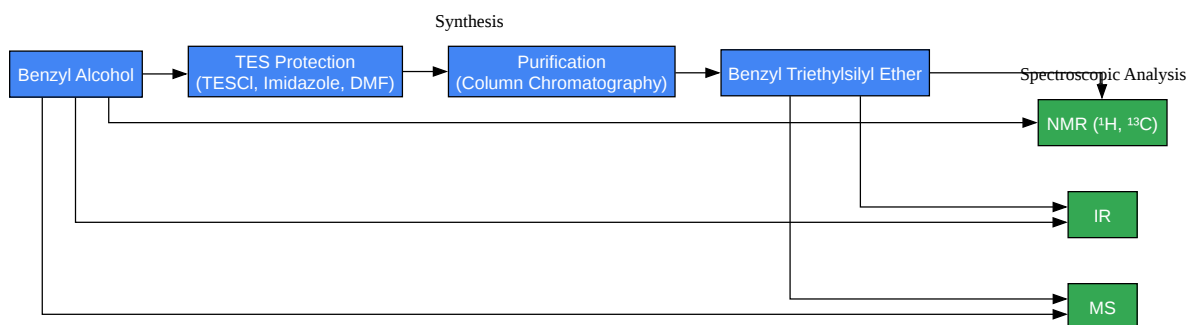 Synthesis
Benzyl Alcohol
TES Protection
(TESCl, Imidazole, DMF)
Purification
(Column Chromatography)
Benzyl Triethylsilyl Ether
Spectroscopic Analysis
NMR (¹H, ¹³C)
IR
MS